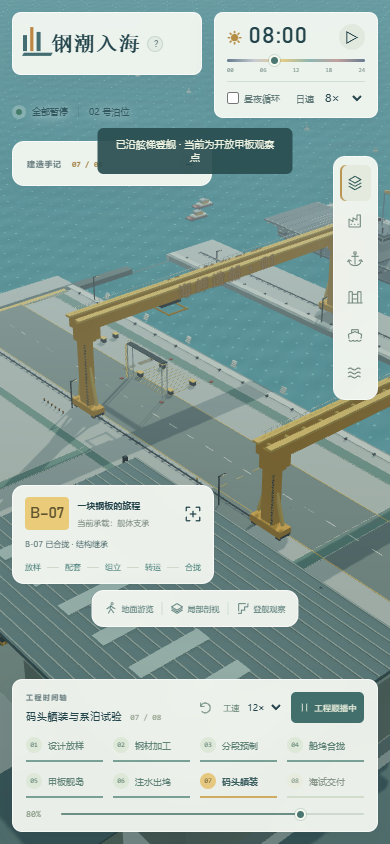 钢潮入海 ?
08:00
00 06 12 18 24
昼夜循环 日速 8×
全部暂停 02 号泊位
已沿舷梯登舰 · 当前为开放甲板观察点
建造手记 07 / 0
B-07
一块钢板的旅程
当前承载：舰体支承
B-07 已合拢 · 结构继承
放样 — 配套 — 组立 — 转运 — 合拢
地面游览 局部剖视 登舰观察
工程时间轴
码头舾装与系泊试验 07 / 08
工速 12× 工程顺播中
01 设计放样 02 钢材加工 03 分段预制 04 船坞合拢
05 甲板舰岛 06 注水出坞 07 码头舾装 08 海试交付
80%